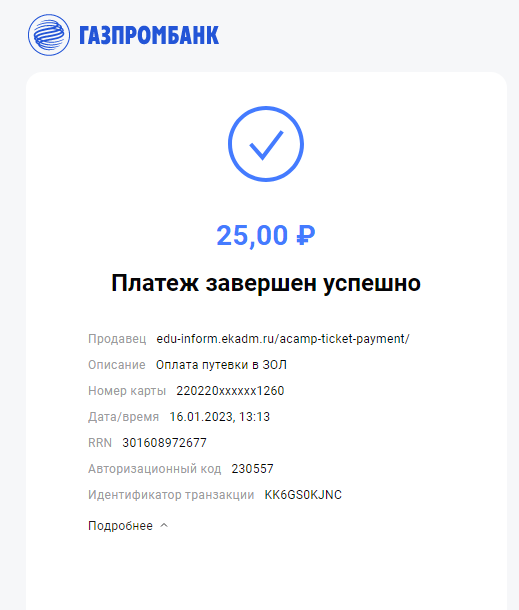 ГАЗПРОМБАНК
25,00 ₽
Платеж завершен успешно
Продавец edu-inform.ekadm.ru/acamp-ticket-payment/
Описание Оплата путевки в ЗОЛ
Номер карты 220220xxxxxx1260
Дата/время 16.01.2023, 13:13
RRN 301608972677
Авторизационный код 230557
Идентификатор транзакции KK6GS0KJNC
Подробнее